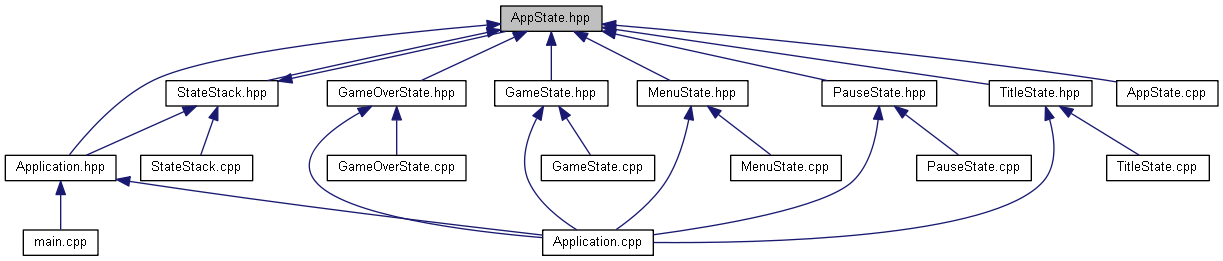 AppState.hpp
StateStack.hpp
GameOverState.hpp
GameState.hpp
MenuState.hpp
PauseState.hpp
TitleState.hpp
AppState.cpp
Application.hpp
StateStack.cpp
GameOverState.cpp
GameState.cpp
MenuState.cpp
PauseState.cpp
TitleState.cpp
main.cpp
Application.cpp